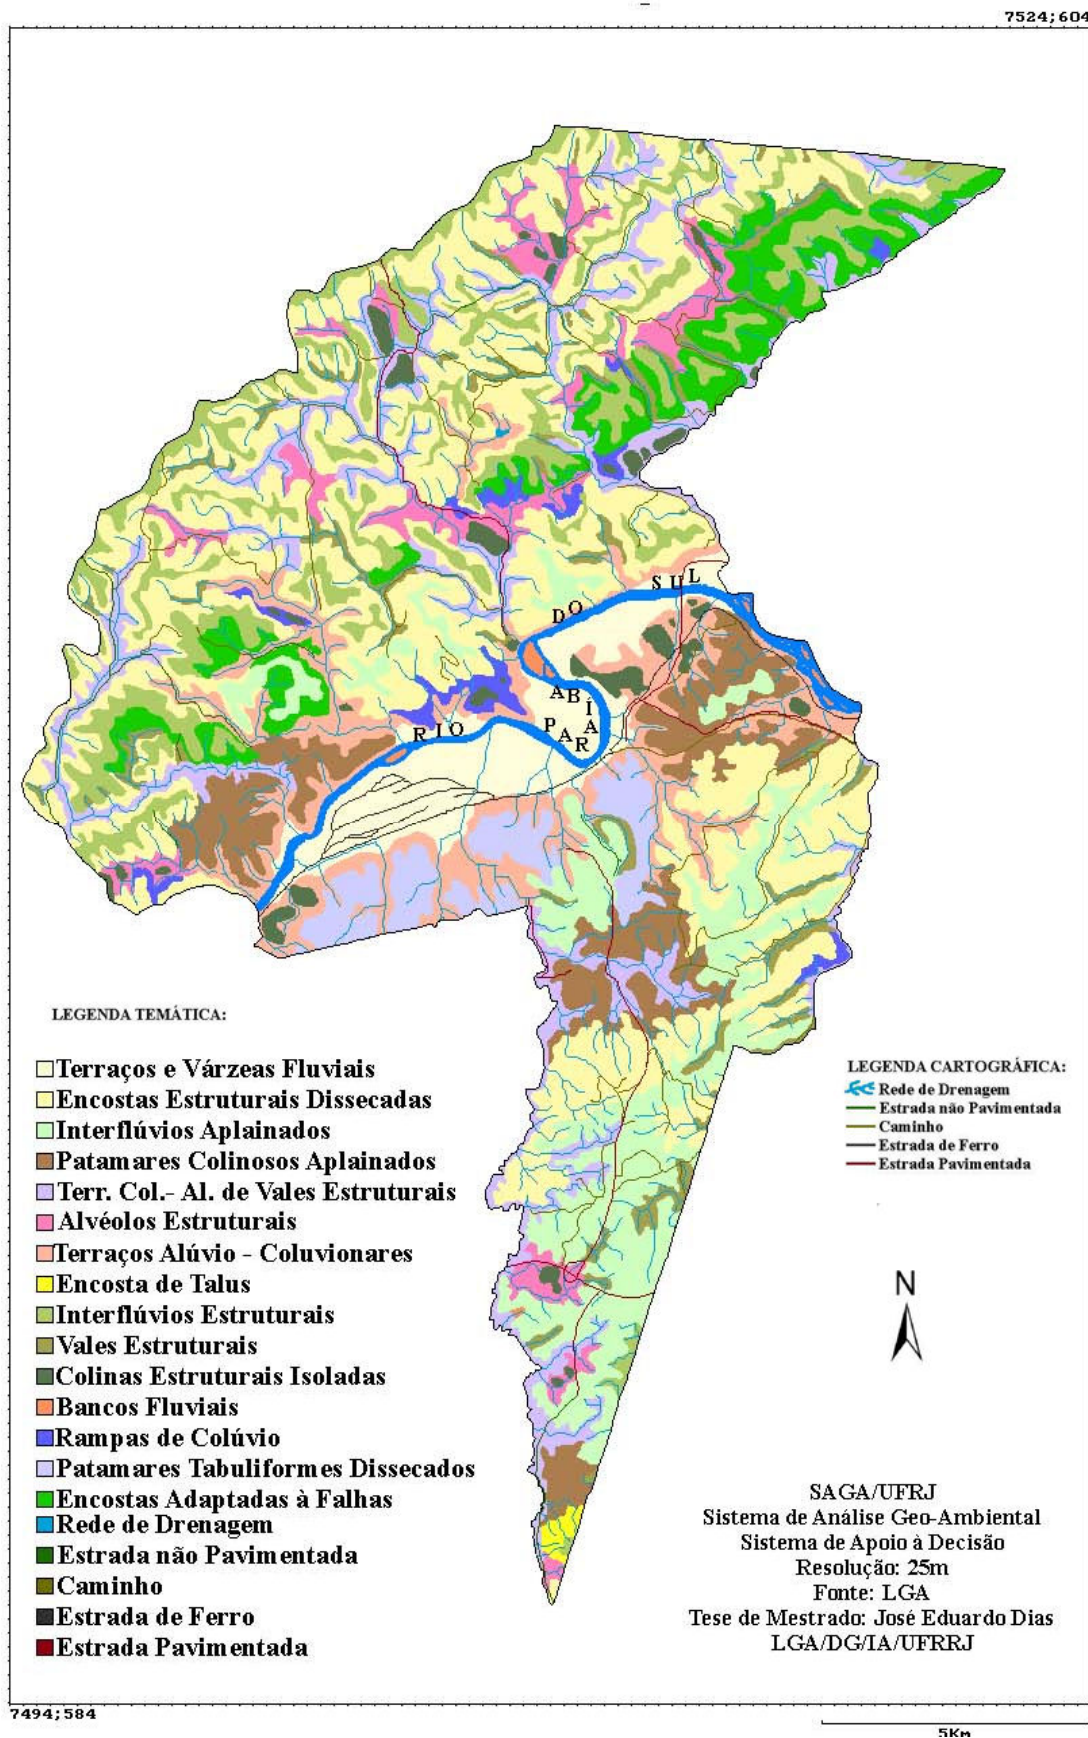 7524;604
SUL
DO
ABÍA
PAR
RIO
LEGENDA TEMÁTICA:
Terraços e Várzeas Fluviais
Encostas Estruturais Dissecadas
Interflúvios Aplainados
Patamares Colinosos Aplainados
Terr. Col.- Al. de Vales Estruturais
Alvéolos Estruturais
Terraços Alúvio - Coluvionares
Encosta de Talus
Interflúvios Estruturais
Vales Estruturais
Colinas Estruturais Isoladas
Bancos Fluviais
Rampas de Colúvio
Patamares Tabuliformes Dissecados
Encostas Adaptadas à Falhas
Rede de Drenagem
Estrada não Pavimentada
Caminho
Estrada de Ferro
Estrada Pavimentada
LEGENDA CARTOGRÁFICA:
Rede de Drenagem
Estrada não Pavimentada
Caminho
Estrada de Ferro
Estrada Pavimentada
N
SAGA/UFRJ
Sistema de Análise Geo-Ambiental
Sistema de Apoio à Decisão
Resolução: 25m
Fonte: LGA
Tese de Mestrado: José Eduardo Dias
LGA/DG/IA/UFRRJ
7494;584
5Km